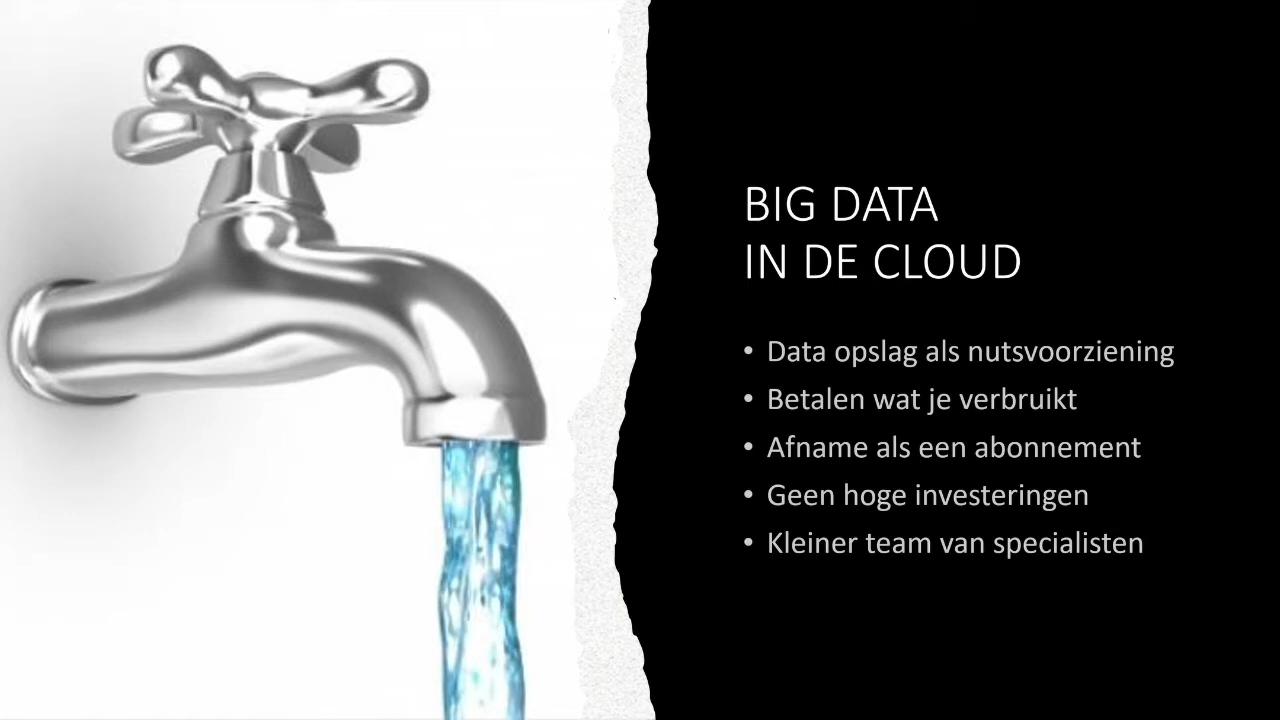 BIG DATA
IN DE CLOUD
• Data opslag als nutsvoorziening
• Betalen wat je verbruikt
• Afname als een abonnement
• Geen hoge investeringen
• Kleiner team van specialisten